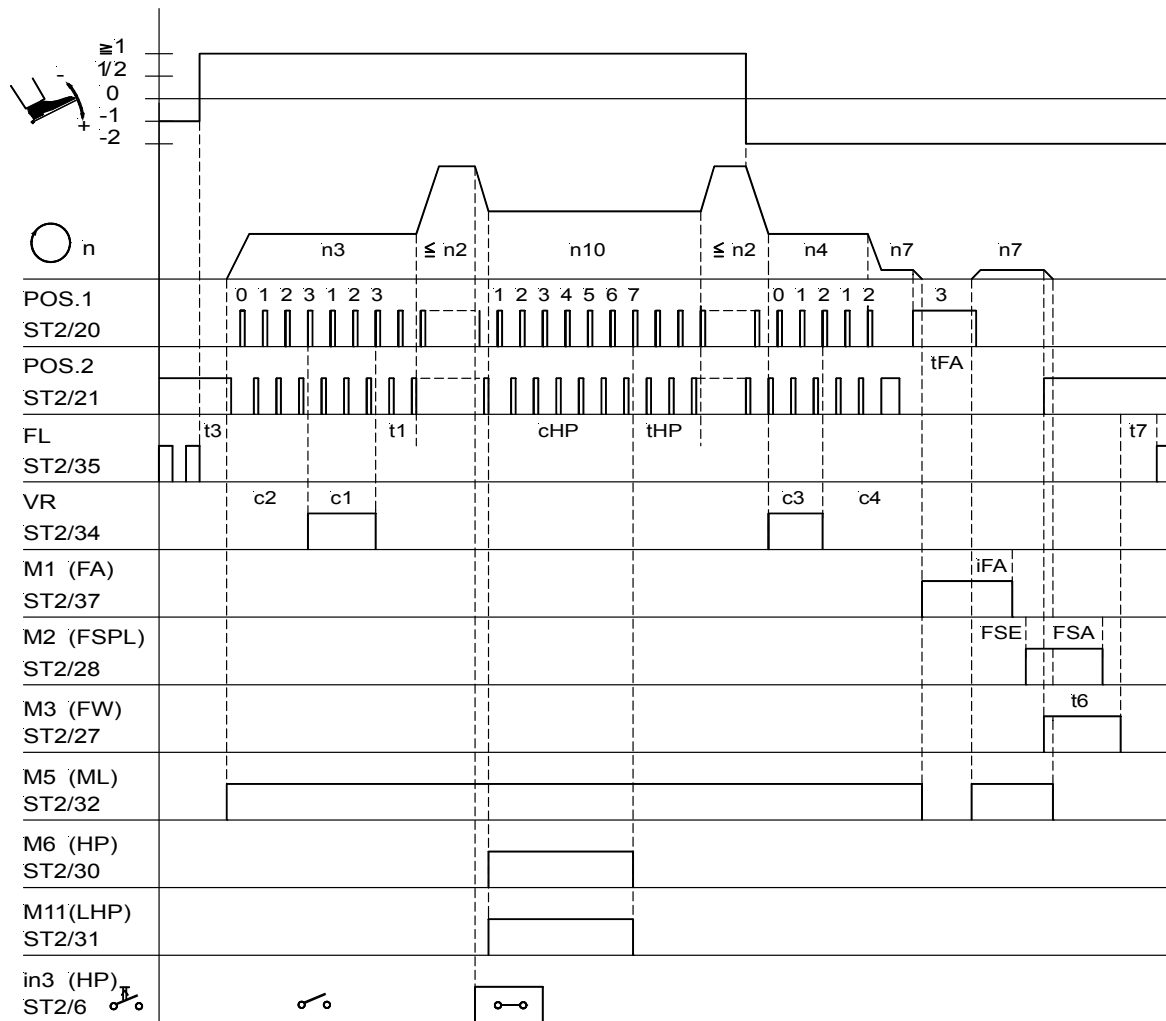 ≧1
1/2
0
-1
-2
-
+
n
n3 ≦ n2 n10 ≦ n2 n4 n7 n7
POS.1 0 1 2 3 1 2 3 1 2 3 4 5 6 7 0 1 2 1 2 3
ST2/20
POS.2 tFA
ST2/21
FL t3 t1 cHP tHP t7
ST2/35
VR c2 c1 c3 c4
ST2/34
M1 (FA) iFA
ST2/37
M2 (FSPL) FSE FSA
ST2/28
M3 (FW) t6
ST2/27
M5 (ML)
ST2/32
M6 (HP)
ST2/30
M11(LHP)
ST2/31
in3 (HP)
ST2/6